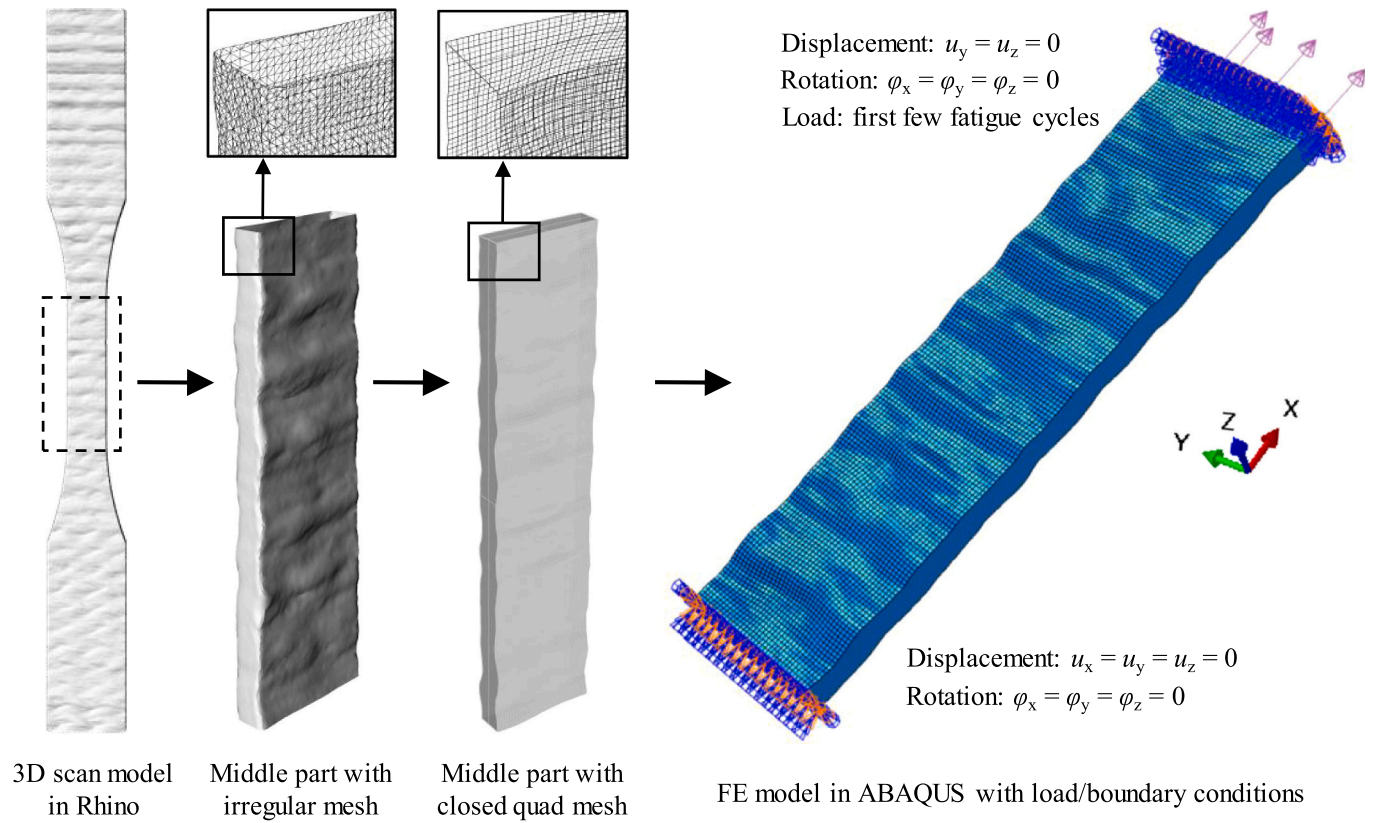 Displacement: uy = uz = 0
Rotation: φx = φy = φz = 0
Load: first few fatigue cycles
X
Z
Y
Displacement: ux = uy = uz = 0
Rotation: φx = φy = φz = 0
3D scan model
in Rhino
Middle part with
irregular mesh
Middle part with
closed quad mesh
FE model in ABAQUS with load/boundary conditions